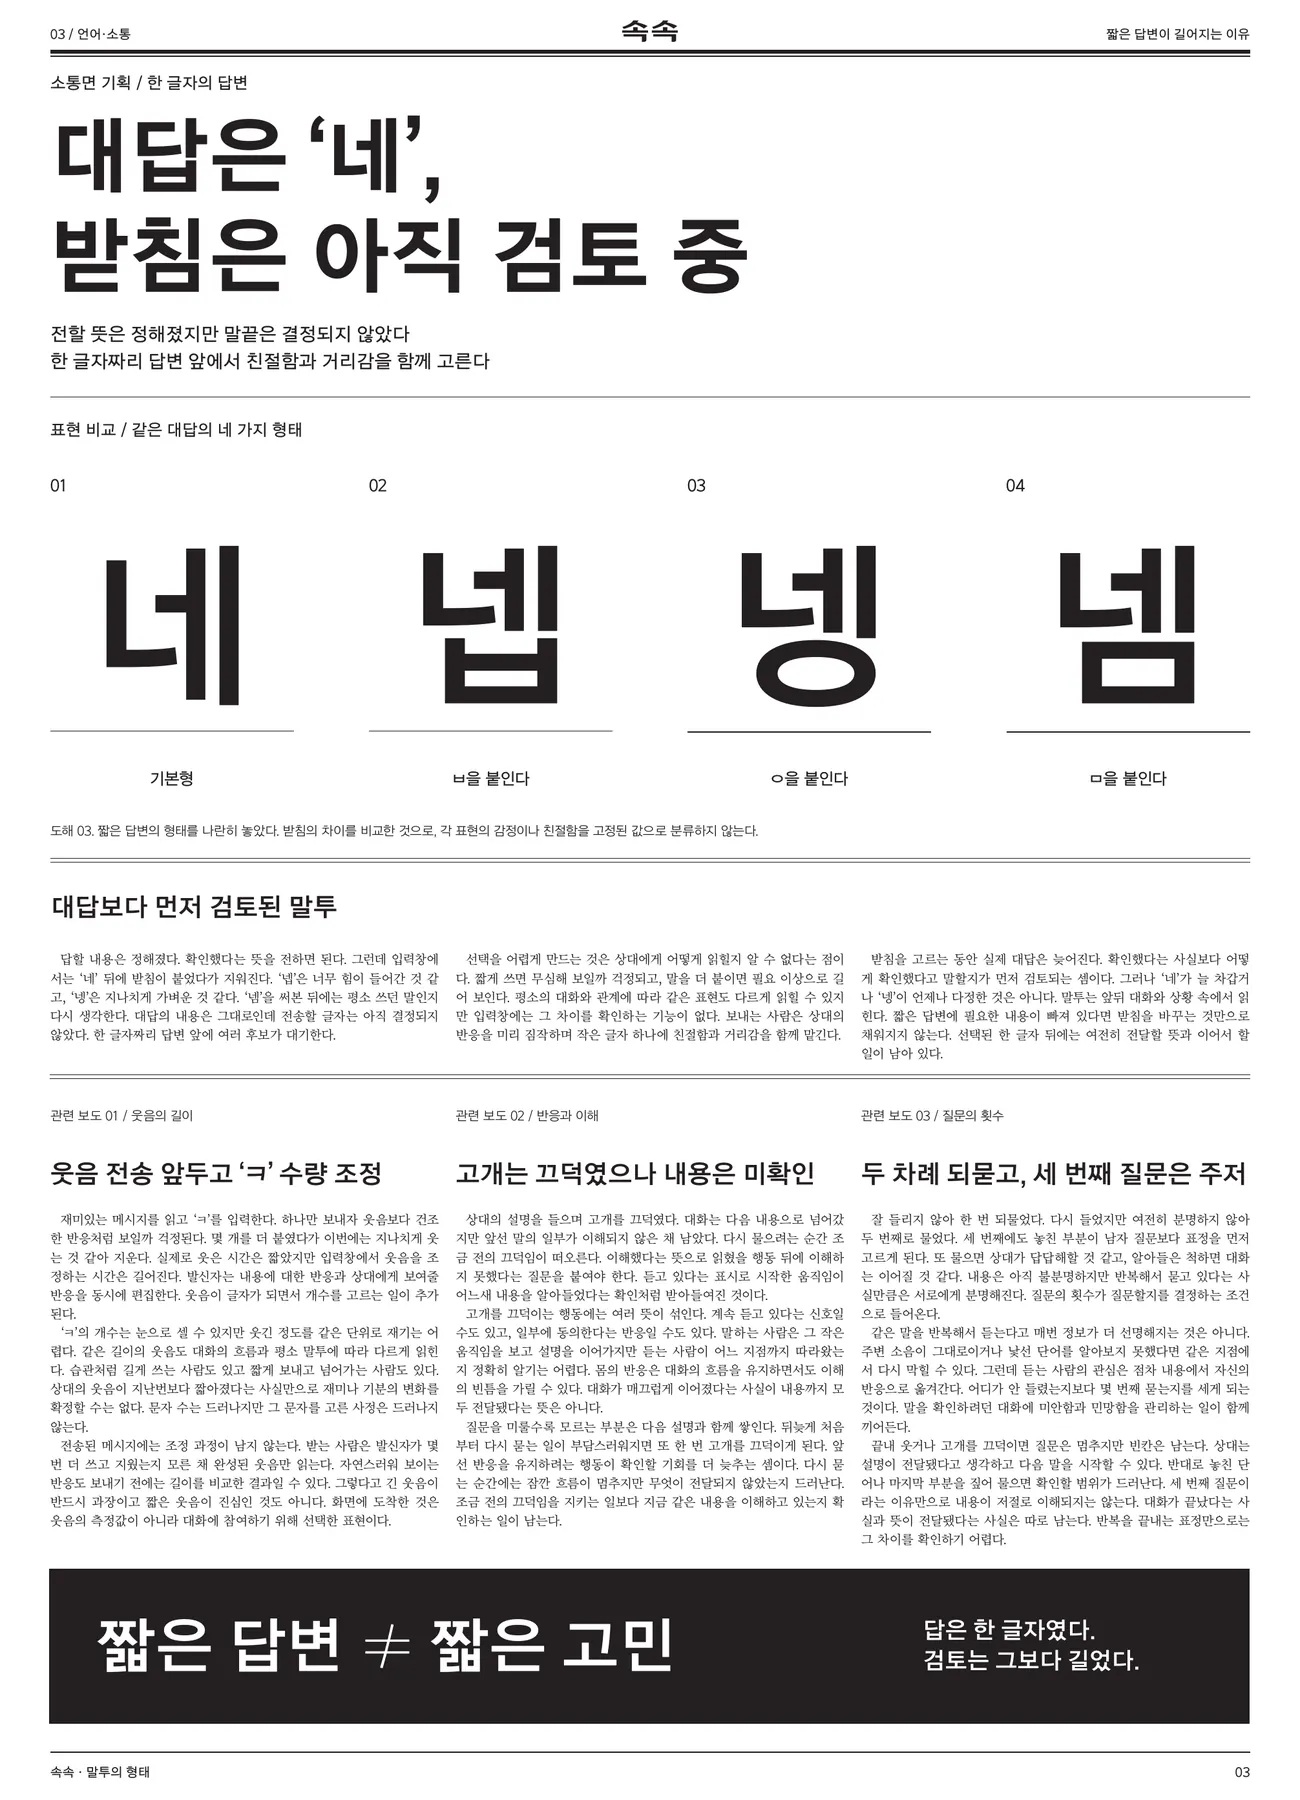 03 / 언어·소통
속속
짧은 답변이 길어지는 이유
소통면 기획 / 한 글자의 답변
대답은 ‘네’,
받침은 아직 검토 중
전할 뜻은 정해졌지만 말끝은 결정되지 않았다
한 글자짜리 답변 앞에서 친절함과 거리감을 함께 고른다
표현 비교 / 같은 대답의 네 가지 형태
01
네
기본형
02
넵
ㅂ을 붙인다
03
넹
ㅇ을 붙인다
04
넴
ㅁ을 붙인다
도해 03. 짧은 답변의 형태를 나란히 놓았다. 받침의 차이를 비교한 것으로, 각 표현의 감정이나 친절함을 고정된 값으로 분류하지 않는다.
대답보다 먼저 검토된 말투
답할 내용은 정해졌다. 확인했다는 뜻을 전하면 된다. 그런데 입력창에
서는 ‘네’ 뒤에 받침이 붙었다가 지워진다. ‘넵’은 너무 힘이 들어간 것 같
고, ‘넹’은 지나치게 가벼운 것 같다. ‘넴’을 써본 뒤에는 평소 쓰던 말인지
다시 생각한다. 대답의 내용은 그대로인데 전송할 글자는 아직 결정되지
않았다. 한 글자짜리 답변 앞에 여러 후보가 대기한다.
선택을 어렵게 만드는 것은 상대에게 어떻게 읽힐지 알 수 없다는 점이
다. 짧게 쓰면 무심해 보일까 걱정되고, 말을 더 붙이면 필요 이상으로 길
어 보인다. 평소의 대화와 관계에 따라 같은 표현도 다르게 읽힐 수 있지
만 입력창에는 그 차이를 확인하는 기능이 없다. 보내는 사람은 상대의
반응을 미리 짐작하며 작은 글자 하나에 친절함과 거리감을 함께 맡긴다.
받침을 고르는 동안 실제 대답은 늦어진다. 확인했다는 사실보다 어떻
게 확인했다고 말할지가 먼저 검토되는 셈이다. 그러나 ‘네’가 늘 차갑거
나 ‘넹’이 언제나 다정한 것은 아니다. 말투는 앞뒤 대화와 상황 속에서 읽
힌다. 짧은 답변에 필요한 내용이 빠져 있다면 받침을 바꾸는 것만으로
채워지지 않는다. 선택된 한 글자 뒤에는 여전히 전달할 뜻과 이어서 할
일이 남아 있다.
관련 보도 01 / 웃음의 길이
웃음 전송 앞두고 ‘ㅋ’ 수량 조정
재미있는 메시지를 읽고 ‘ㅋ’를 입력한다. 하나만 보내자 웃음보다 건조
한 반응처럼 보일까 걱정된다. 몇 개를 더 붙였다가 이번에는 지나치게 웃
는 것 같아 지운다. 실제로 웃은 시간은 짧았지만 입력창에서 웃음을 조
정하는 시간은 길어진다. 발신자는 내용에 대한 반응과 상대에게 보여줄
반응을 동시에 편집한다. 웃음이 글자가 되면서 개수를 고르는 일이 추가
된다.
‘ㅋ’의 개수는 눈으로 셀 수 있지만 웃긴 정도를 같은 단위로 재기는 어
렵다. 같은 길이의 웃음도 대화의 흐름과 평소 말투에 따라 다르게 읽힌
다. 습관처럼 길게 쓰는 사람도 있고 짧게 보내고 넘어가는 사람도 있다.
상대의 웃음이 지난번보다 짧아졌다는 사실만으로 재미나 기분의 변화를
확정할 수는 없다. 문자 수는 드러나지만 그 문자를 고른 사정은 드러나지
않는다.
전송된 메시지에는 조정 과정이 남지 않는다. 받는 사람은 발신자가 몇
번 더 쓰고 지웠는지 모른 채 완성된 웃음만 읽는다. 자연스러워 보이는
반응도 보내기 전에는 길이를 비교한 결과일 수 있다. 그렇다고 긴 웃음이
반드시 과장이고 짧은 웃음이 진심인 것도 아니다. 화면에 도착한 것은
웃음의 측정값이 아니라 대화에 참여하기 위해 선택한 표현이다.
관련 보도 02 / 반응과 이해
고개는 끄덕였으나 내용은 미확인
상대의 설명을 들으며 고개를 끄덕였다. 대화는 다음 내용으로 넘어갔
지만 앞선 말의 일부가 이해되지 않은 채 남았다. 다시 물으려는 순간 조
금 전의 끄덕임이 떠오른다. 이해했다는 뜻으로 읽혔을 행동 뒤에 이해하
지 못했다는 질문을 붙여야 한다. 듣고 있다는 표시로 시작한 움직임이
어느새 내용을 알아들었다는 확인처럼 받아들여진 것이다.
고개를 끄덕이는 행동에는 여러 뜻이 섞인다. 계속 듣고 있다는 신호일
수도 있고, 일부에 동의한다는 반응일 수도 있다. 말하는 사람은 그 작은
움직임을 보고 설명을 이어가지만 듣는 사람이 어느 지점까지 따라왔는
지 정확히 알기는 어렵다. 몸의 반응은 대화의 흐름을 유지하면서도 이해
의 빈틈을 가릴 수 있다. 대화가 매끄럽게 이어졌다는 사실이 내용까지 모
두 전달됐다는 뜻은 아니다.
질문을 미룰수록 모르는 부분은 다음 설명과 함께 쌓인다. 뒤늦게 처음
부터 다시 묻는 일이 부담스러워지면 또 한 번 고개를 끄덕이게 된다. 앞
선 반응을 유지하려는 행동이 확인할 기회를 더 늦추는 셈이다. 다시 묻
는 순간에는 잠깐 흐름이 멈추지만 무엇이 전달되지 않았는지 드러난다.
조금 전의 끄덕임을 지키는 일보다 지금 같은 내용을 이해하고 있는지 확
인하는 일이 남는다.
관련 보도 03 / 질문의 횟수
두 차례 되묻고, 세 번째 질문은 주저
잘 들리지 않아 한 번 되물었다. 다시 들었지만 여전히 분명하지 않아
두 번째로 물었다. 세 번째에도 놓친 부분이 남자 질문보다 표정을 먼저
고르게 된다. 또 물으면 상대가 답답해할 것 같고, 알아들은 척하면 대화
는 이어질 것 같다. 내용은 아직 불분명하지만 반복해서 묻고 있다는 사
실만큼은 서로에게 분명해진다. 질문의 횟수가 질문할지를 결정하는 조건
으로 들어온다.
같은 말을 반복해서 듣는다고 매번 정보가 더 선명해지는 것은 아니다.
주변 소음이 그대로이거나 낯선 단어를 알아보지 못했다면 같은 지점에
서 다시 막힐 수 있다. 그런데 듣는 사람의 관심은 점차 내용에서 자신의
반응으로 옮겨간다. 어디가 안 들렸는지보다 몇 번째 묻는지를 세게 되는
것이다. 말을 확인하려던 대화에 미안함과 민망함을 관리하는 일이 함께
끼어든다.
끝내 웃거나 고개를 끄덕이면 질문은 멈추지만 빈칸은 남는다. 상대는
설명이 전달됐다고 생각하고 다음 말을 시작할 수 있다. 반대로 놓친 단
어나 마지막 부분을 짚어 물으면 확인할 범위가 드러난다. 세 번째 질문이
라는 이유만으로 내용이 저절로 이해되지는 않는다. 대화가 끝났다는 사
실과 뜻이 전달됐다는 사실은 따로 남는다. 반복을 끝내는 표정만으로는
그 차이를 확인하기 어렵다.
짧은 답변 ≠ 짧은 고민
답은 한 글자였다.
검토는 그보다 길었다.
속속 · 말투의 형태
03